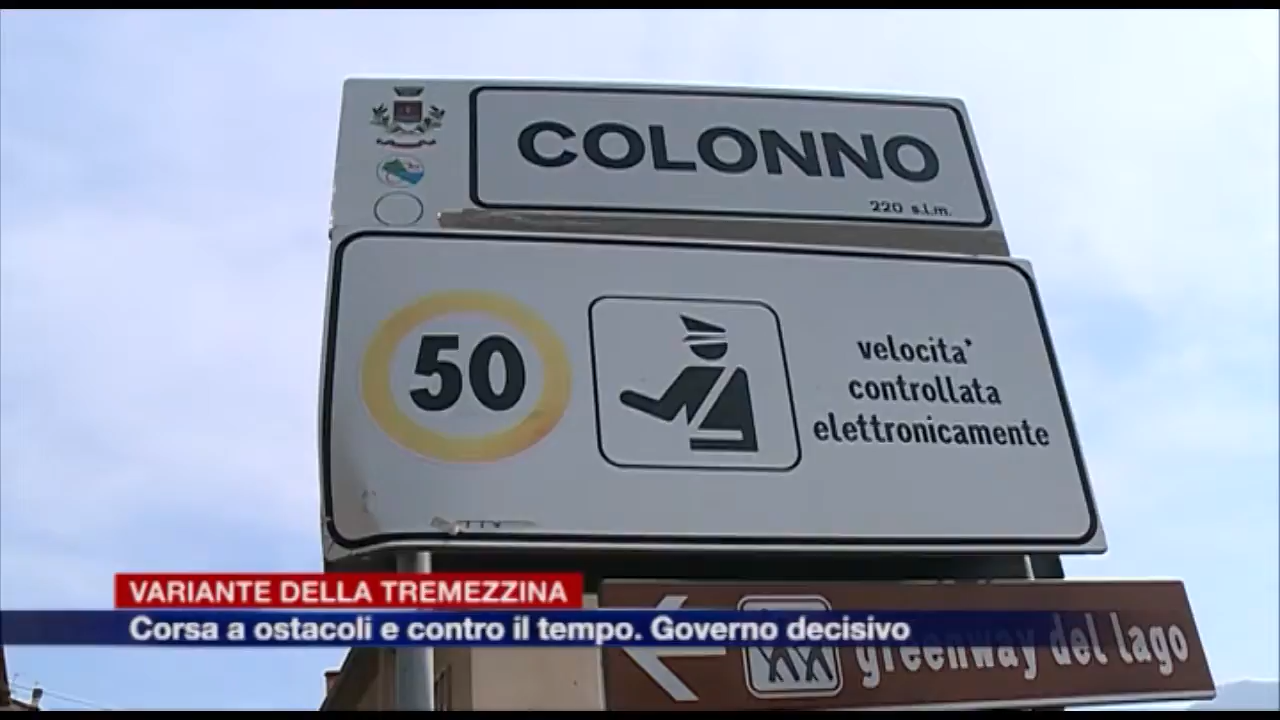 COLONNO
220 s.l.m.
50
velocita'
controllata
elettronicamente
VARIANTE DELLA TREMEZZINA
Corsa a ostacoli e contro il tempo. Governo decisivo
greenway del lago